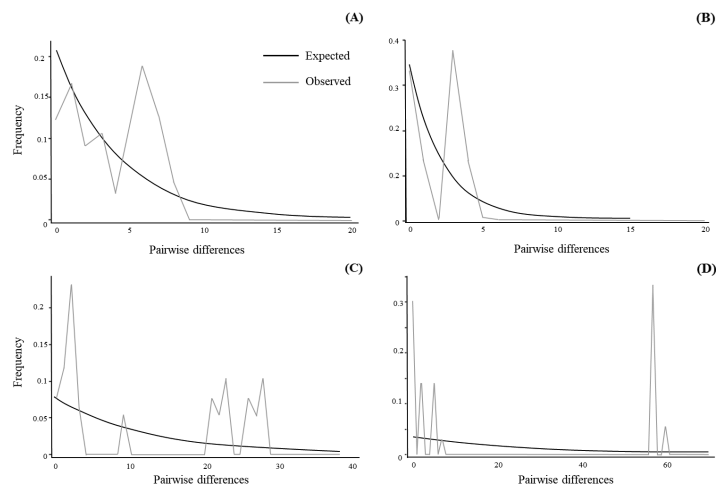 (A)
0.2
0.15
0.1
0.05
0
Frequency
Expected
Observed
0 5 10 15 20
Pairwise differences
(B)
0.4
0.2
0.2
0
0 5 10 15 20
Pairwise differences
(C)
0.2
0.15
0.1
0.05
0
Frequency
0 10 20 30 40
Pairwise differences
(D)
0.3
0.2
0.1
0
0 20 40 60
Pairwise differences